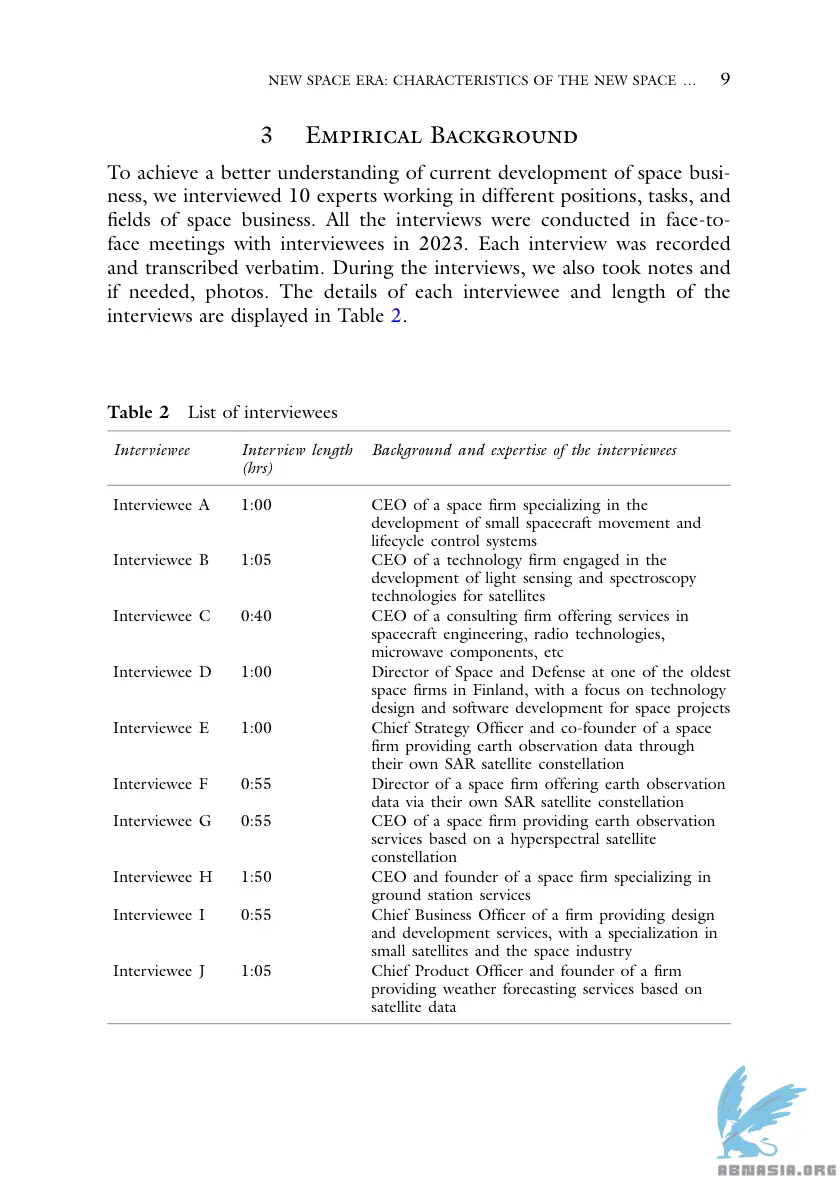 NEW SPACE ERA: CHARACTERISTICS OF THE NEW SPACE … 9
3 Empirical Background
To achieve a better understanding of current development of space busi-
ness, we interviewed 10 experts working in different positions, tasks, and
fields of space business. All the interviews were conducted in face-to-
face meetings with interviewees in 2023. Each interview was recorded
and transcribed verbatim. During the interviews, we also took notes and
if needed, photos. The details of each interviewee and length of the
interviews are displayed in Table 2.
Table 2 List of interviewees
Interviewee Interview length Background and expertise of the interviewees
(hrs)
Interviewee A 1:00 CEO of a space firm specializing in the
development of small spacecraft movement and
lifecycle control systems
Interviewee B 1:05 CEO of a technology firm engaged in the
development of light sensing and spectroscopy
technologies for satellites
Interviewee C 0:40 CEO of a consulting firm offering services in
spacecraft engineering, radio technologies,
microwave components, etc
Interviewee D 1:00 Director of Space and Defense at one of the oldest
space firms in Finland, with a focus on technology
design and software development for space projects
Interviewee E 1:00 Chief Strategy Officer and co-founder of a space
firm providing earth observation data through
their own SAR satellite constellation
Interviewee F 0:55 Director of a space firm offering earth observation
data via their own SAR satellite constellation
Interviewee G 0:55 CEO of a space firm providing earth observation
services based on a hyperspectral satellite
constellation
Interviewee H 1:50 CEO and founder of a space firm specializing in
ground station services
Interviewee I 0:55 Chief Business Officer of a firm providing design
and development services, with a specialization in
small satellites and the space industry
Interviewee J 1:05 Chief Product Officer and founder of a firm
providing weather forecasting services based on
satellite data
ABMASIA.ORG